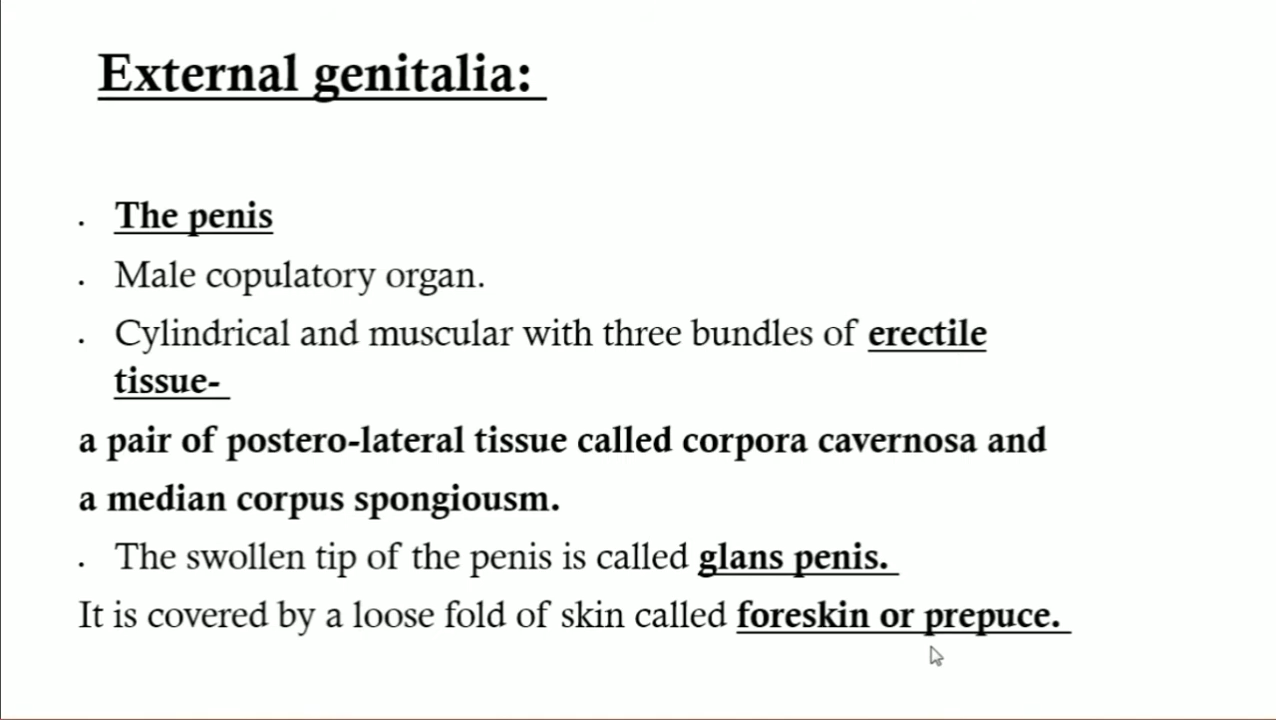 External genitalia:
. The penis
. Male copulatory organ.
. Cylindrical and muscular with three bundles of erectile
tissue-
a pair of postero-lateral tissue called corpora cavernosa and
a median corpus spongiousm.
. The swollen tip of the penis is called glans penis.
It is covered by a loose fold of skin called foreskin or prepuce.